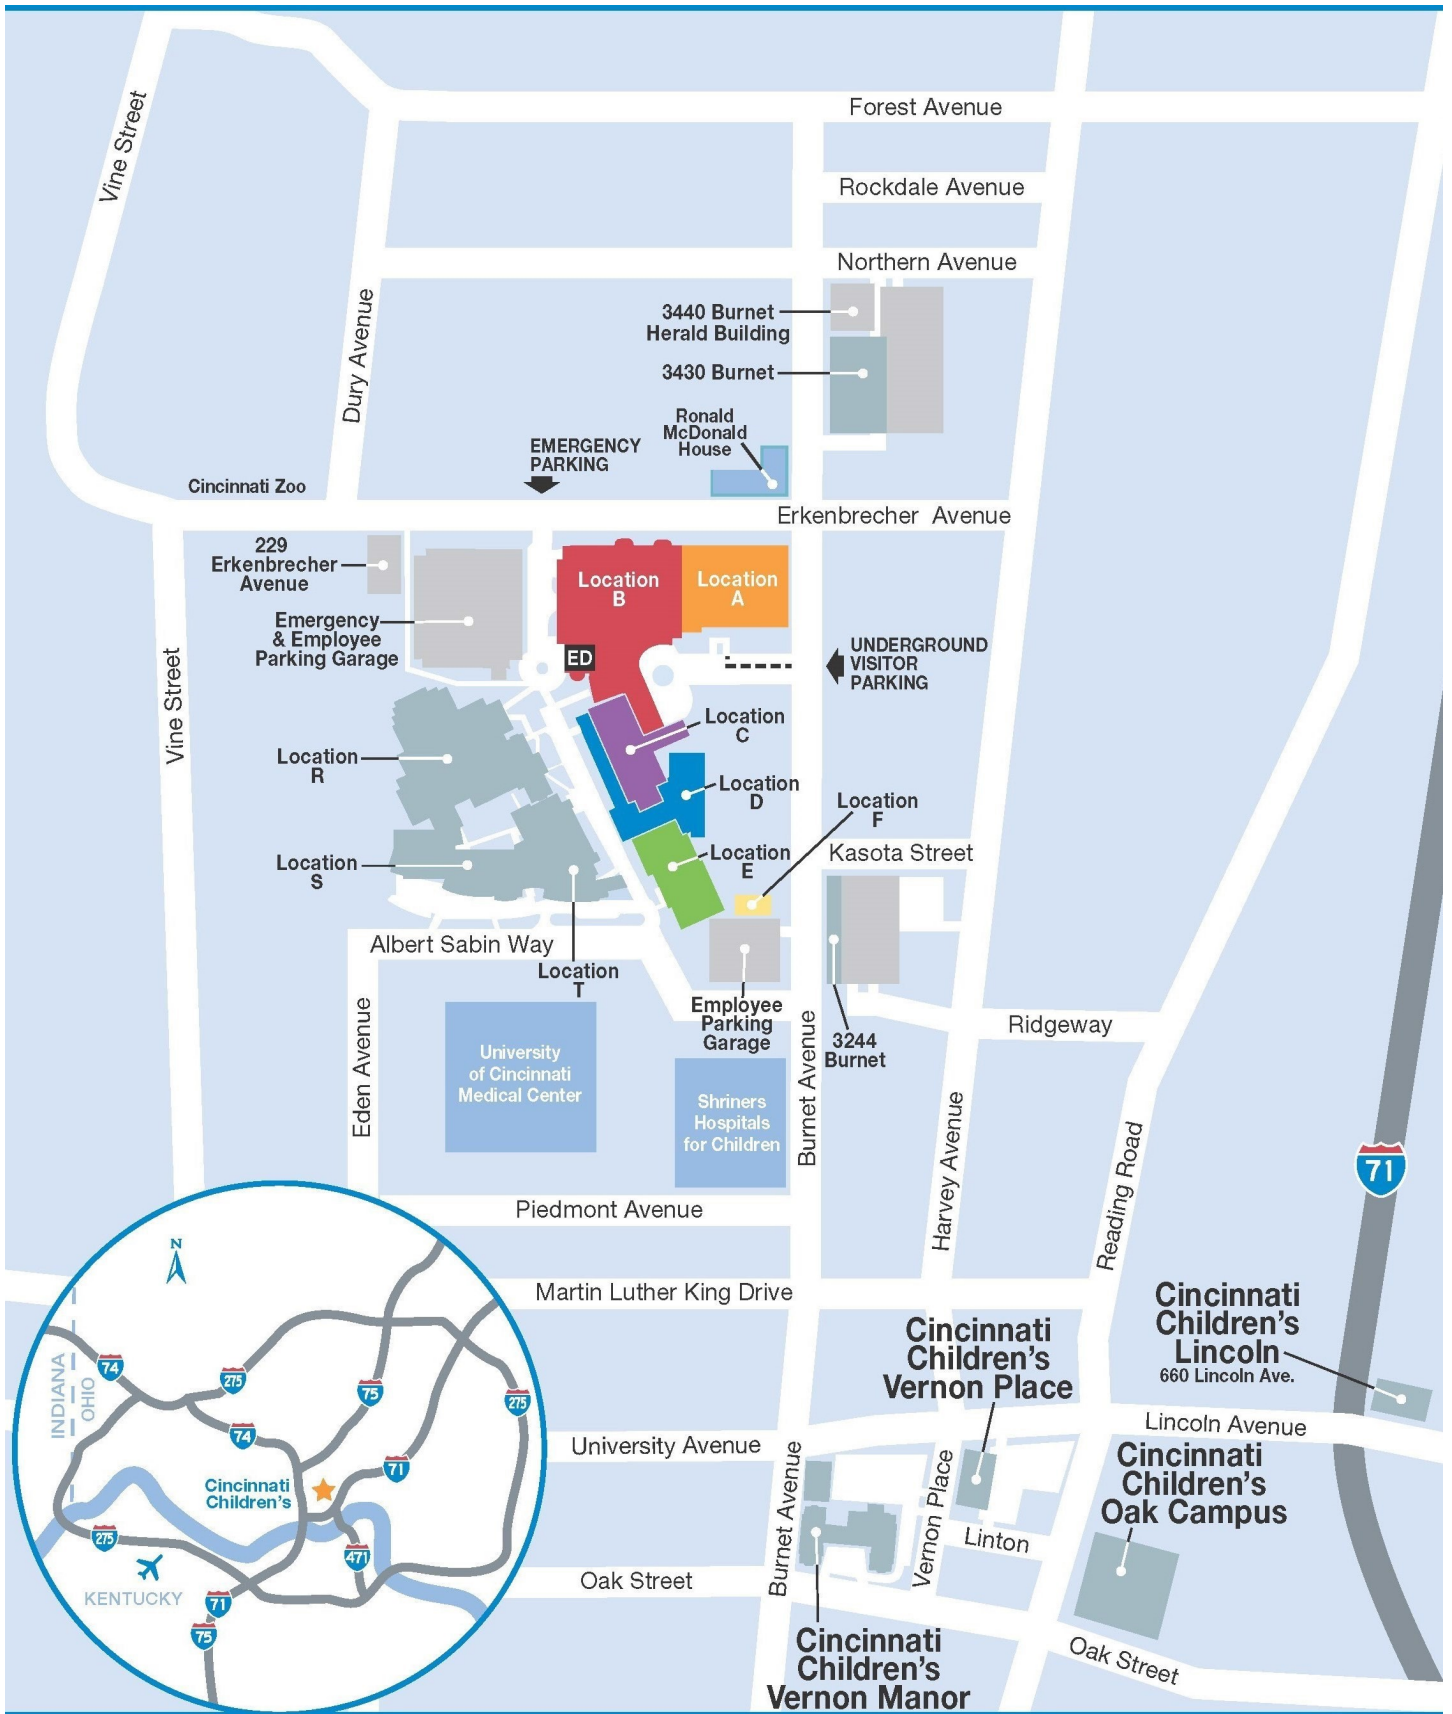 Forest Avenue
Vine Street
Rockdale Avenue
Northern Avenue
3440 Burnet
Herald Building
Dury Avenue
3430 Burnet
Ronald
McDonald
House
EMERGENCY
PARKING
Cincinnati Zoo
Erkenbrecher Avenue
229
Erkenbrecher
Avenue
Location
B
Location
A
Emergency
& Employee
Parking Garage
ED
UNDERGROUND
VISITOR
PARKING
Vine Street
Location
C
Location
R
Location
D
Location
F
Location
E
Kasota Street
Location
S
Albert Sabin Way
Location
T
Employee
Parking
Garage
Ridgeway
3244
Burnet
Eden Avenue
University
of Cincinnati
Medical Center
Shriners
Hospitals
for Children
Burnet Avenue
Harvey Avenue
Reading Road
71
Piedmont Avenue
Martin Luther King Drive
Cincinnati
Children's
Lincoln
660 Lincoln Ave.
Cincinnati
Children's
Vernon Place
Lincoln Avenue
University Avenue
Cincinnati
Children's
Oak Campus
Burnet Avenue
Vernon Place
Linton
Oak Street
Cincinnati
Children's
Vernon Manor
Oak Street
N
INDIANA
OHIO
74
275
75
275
74
71
Cincinnati
Children's
275
471
KENTUCKY
71
75